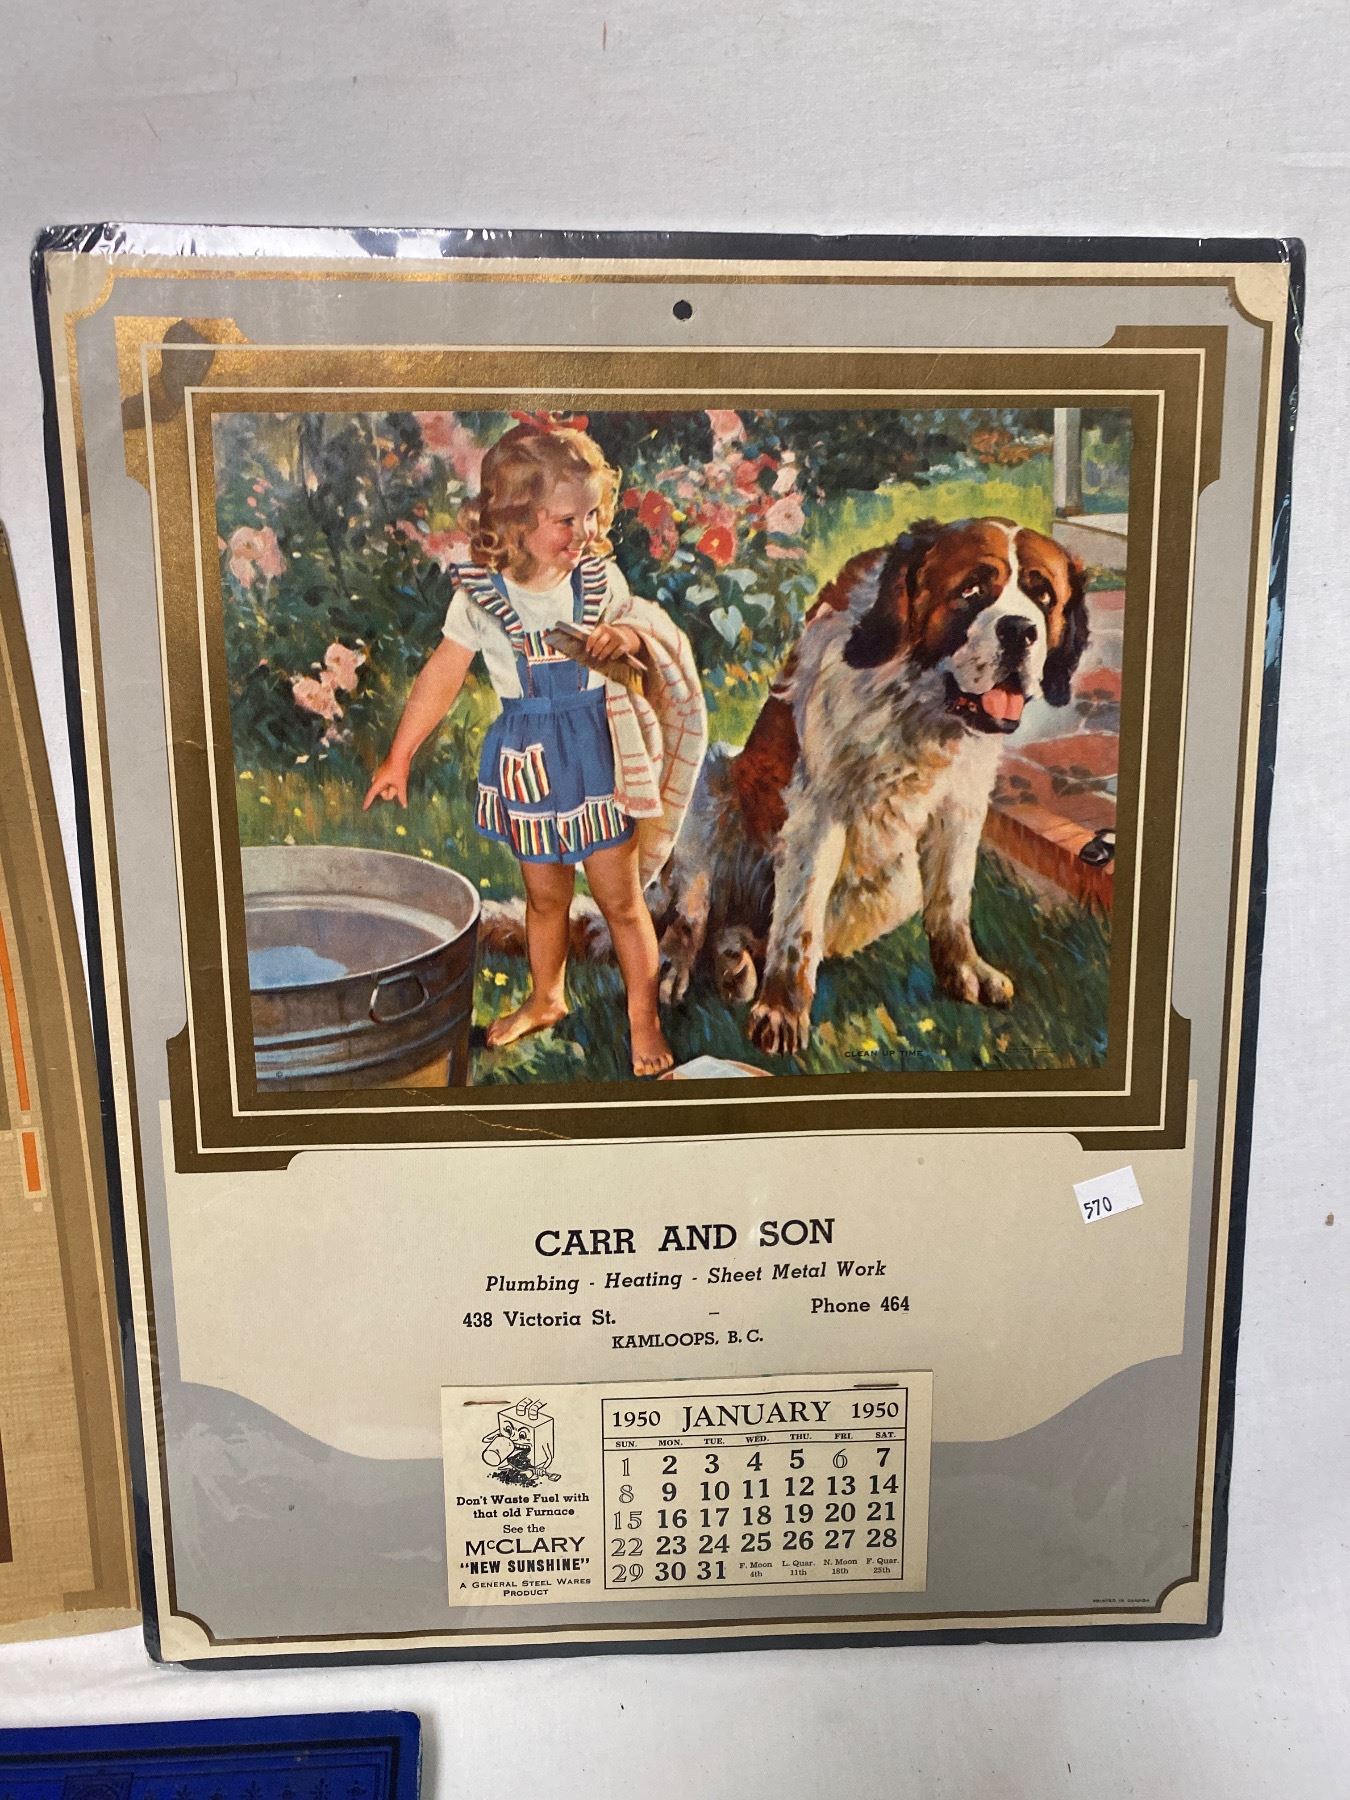 CLEAN UP TIME
570
CARR AND SON
Plumbing - Heating - Sheet Metal Work
438 Victoria St. - Phone 464
KAMLOOPS, B. C.
Don't Waste Fuel with
that old Furnace
See the
McCLARY
"NEW SUNSHINE"
A GENERAL STEEL WARES
PRODUCT
1950 JANUARY 1950
SUN. MON. TUE. WED. THU. FRI. SAT.
1 2 3 4 5 6 7
8 9 10 11 12 13 14
15 16 17 18 19 20 21
22 23 24 25 26 27 28
29 30 31 F. Moon 4th L. Quar. 11th N. Moon 18th F. Quar. 25th
PRINTED IN CANADA